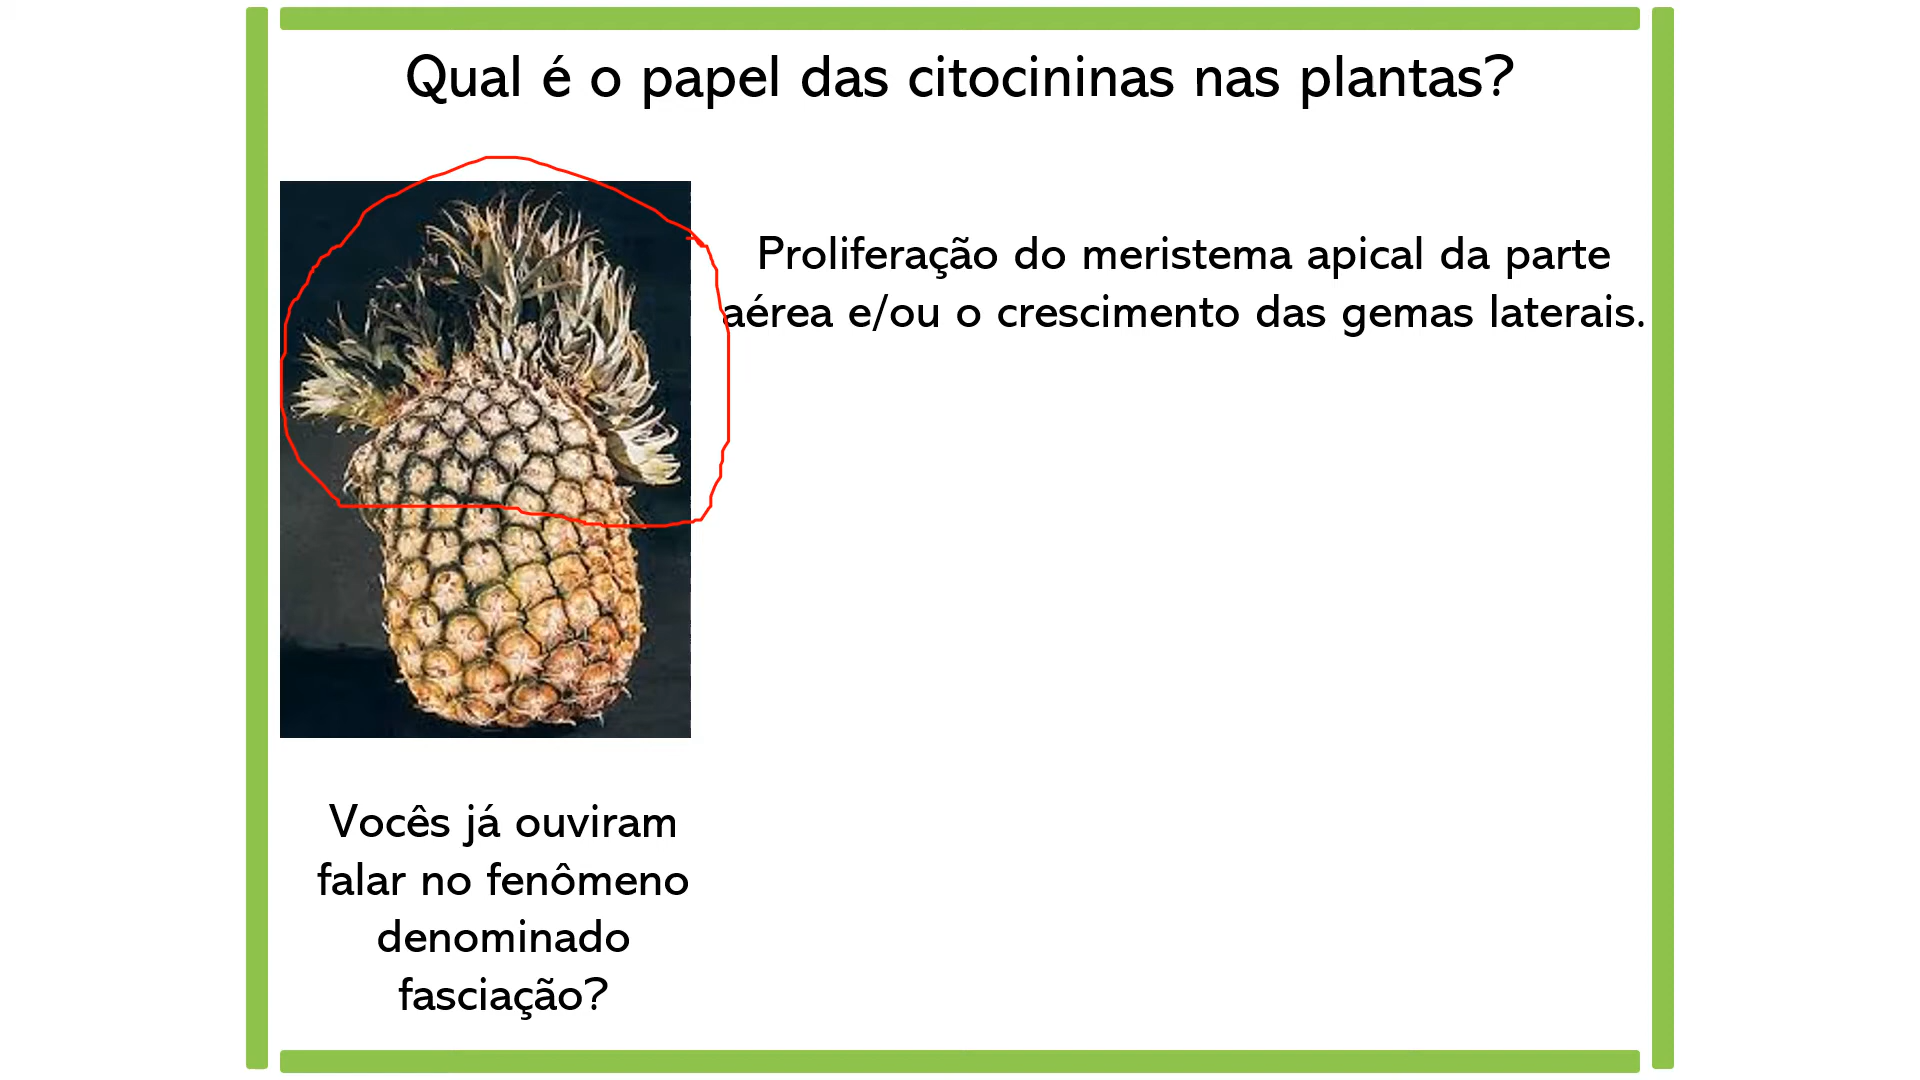 Qual é o papel das citocininas nas plantas?
Proliferação do meristema apical da parte
aérea e/ou o crescimento das gemas laterais.
Vocês já ouviram
falar no fenômeno
denominado
fasciação?